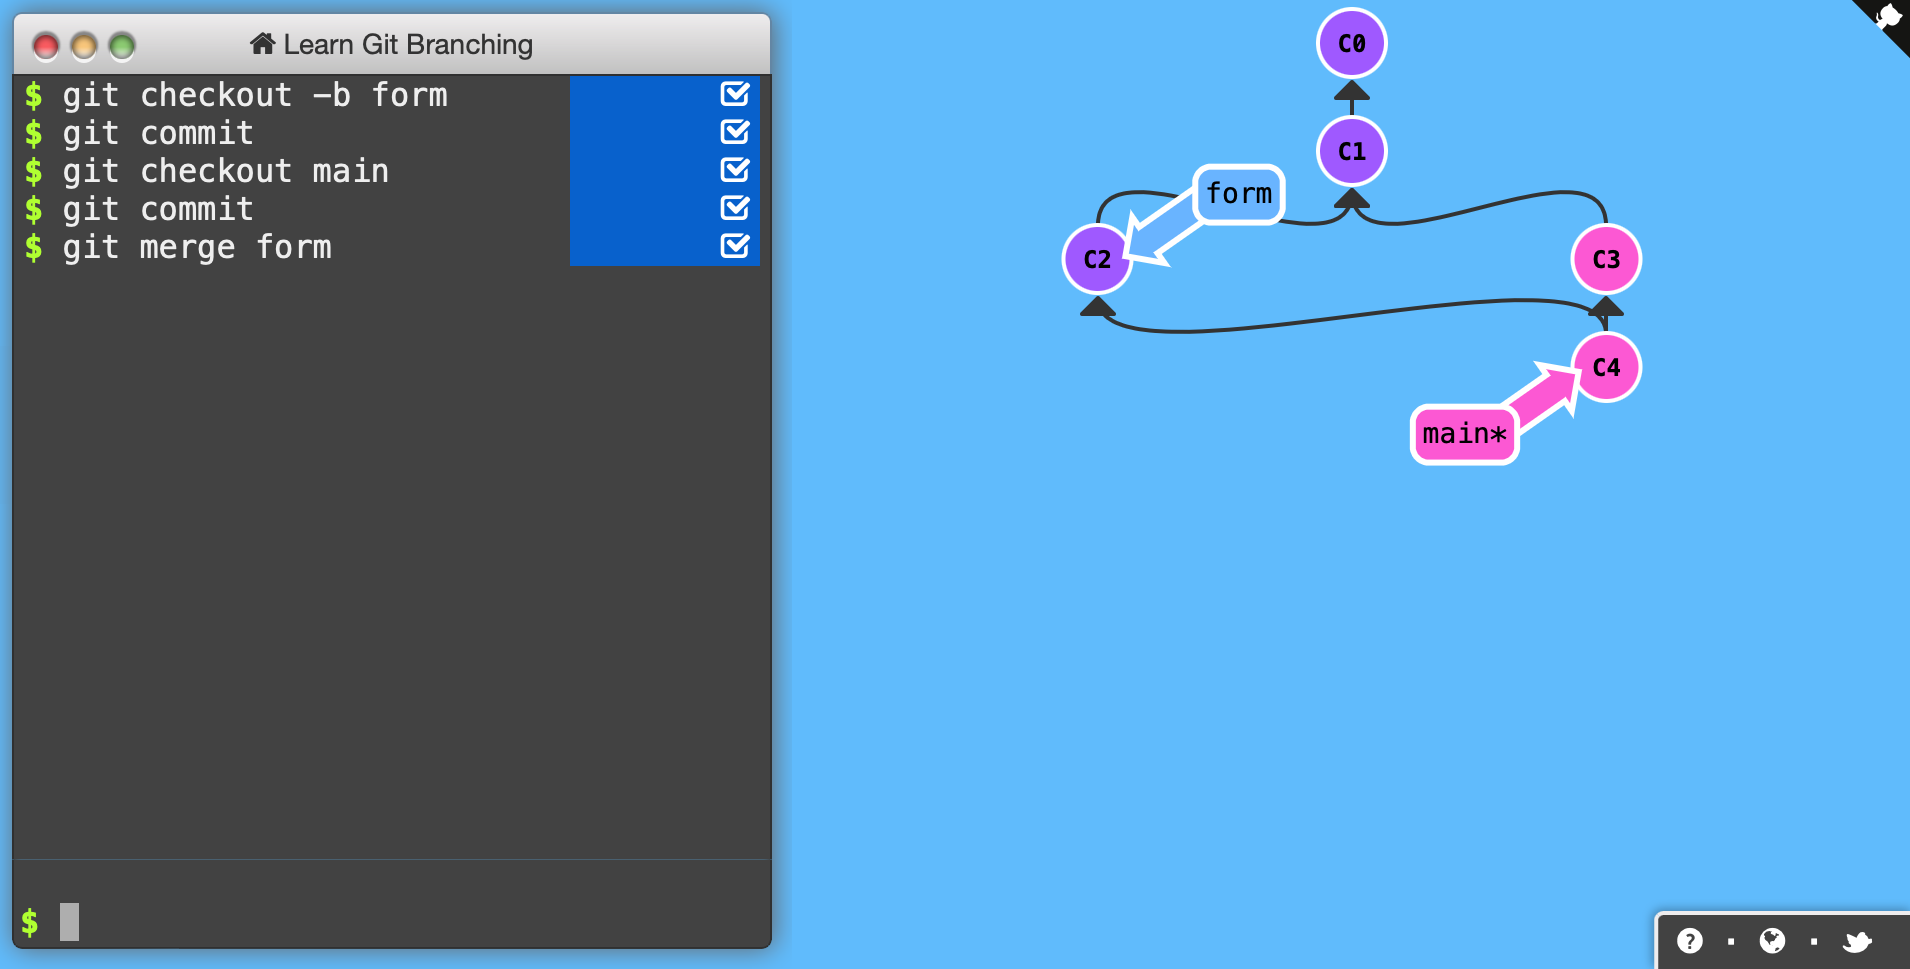 Learn Git Branching
$ git checkout -b form
$ git commit
$ git checkout main
$ git commit
$ git merge form
$
C0
C1
form
C2
C3
C4
main*
?